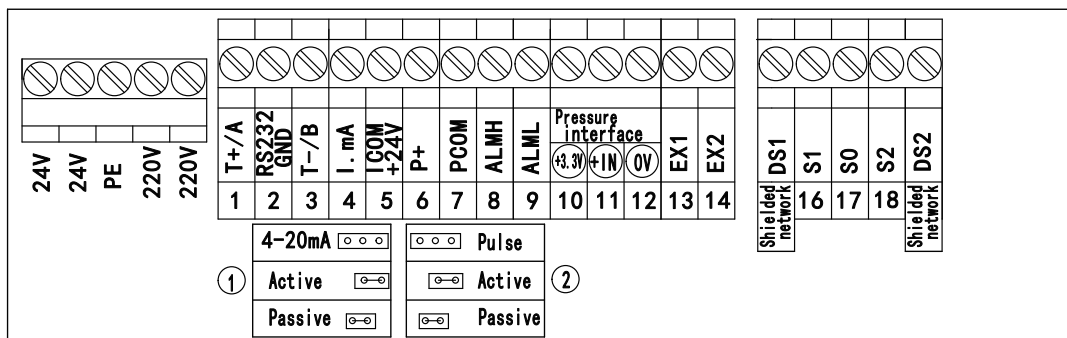 24V
24V
PE
220V
220V
T+/A
RS232
GND
T-/B
I.mA
ICOM
+24V
P+
PCOM
ALMH
ALML
Pressure
interface
+3.3V
+IN
0V
EX1
EX2
1 2 3 4 5 6 7 8 9 10 11 12 13 14
DS1
S1
S0
S2
DS2
Shielded
network
16 17 18
Shielded
network
① 4-20mA
Active
Passive
Pulse
Active ②
Passive